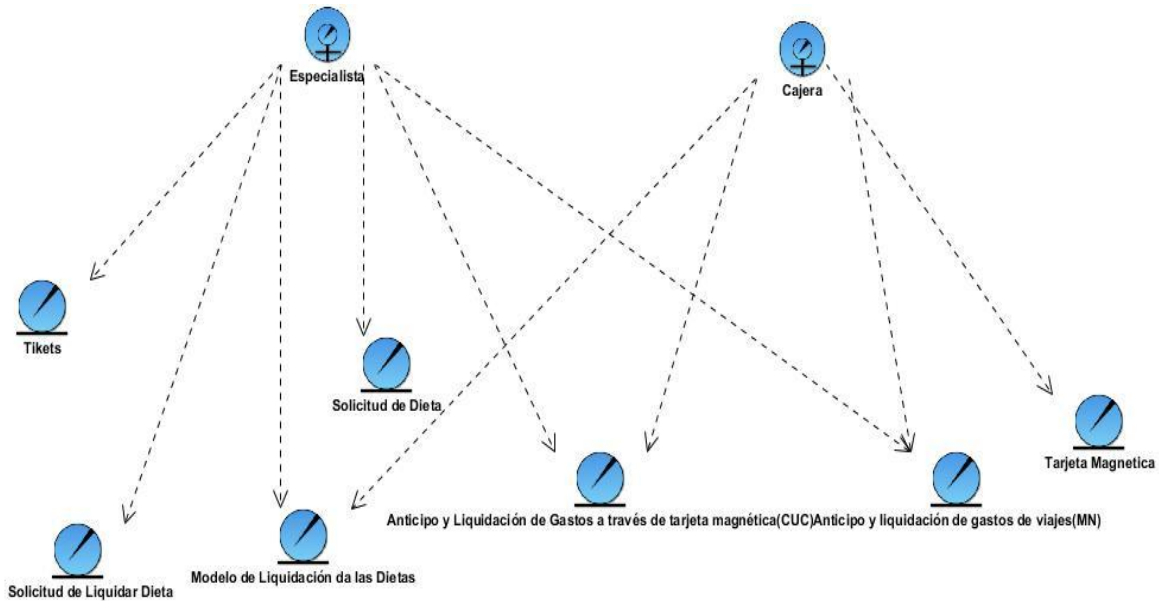 Especialista
Cajera
Tikets
Solicitud de Dieta
Tarjeta Magnetica
Anticipo y Liquidación de Gastos a través de tarjeta magnética(CUC)Anticipo y liquidación de gastos de viajes(MN)
Modelo de Liquidación da las Dietas
Solicitud de Liquidar Dieta